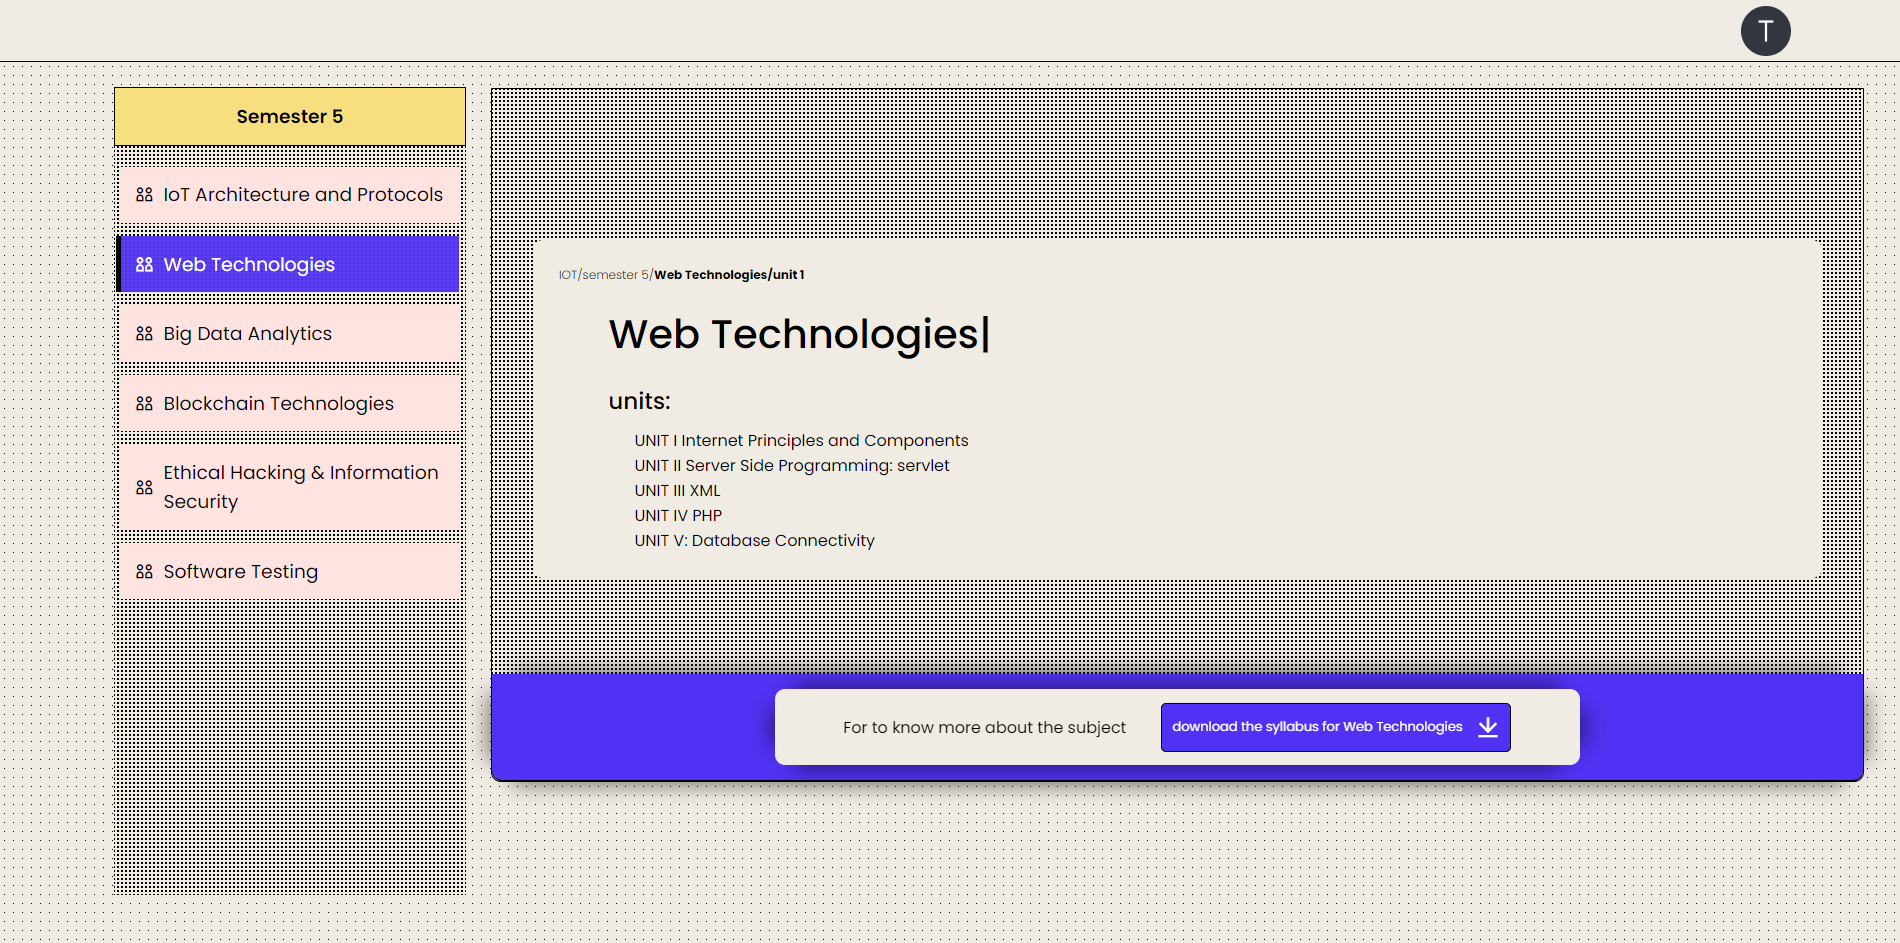 T
Semester 5
IoT Architecture and Protocols
Web Technologies
Big Data Analytics
Blockchain Technologies
Ethical Hacking & Information
Security
Software Testing
IOT/semester 5/Web Technologies/unit 1
Web Technologies|
units:
UNIT I Internet Principles and Components
UNIT II Server Side Programming: servlet
UNIT III XML
UNIT IV PHP
UNIT V: Database Connectivity
For to know more about the subject
download the syllabus for Web Technologies